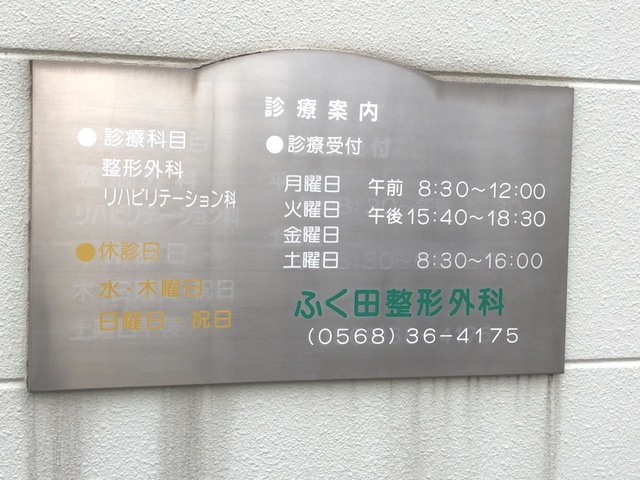 診療案内
●診療科目
整形外科
リハビリテーション科
●休診日
水・木曜日
日曜日・祝日
●診療受付
月曜日 午前 8:30～12:00
火曜日 午後15:40～18:30
金曜日
土曜日 8:30～16:00
ふく田整形外科
(0568)36-4175